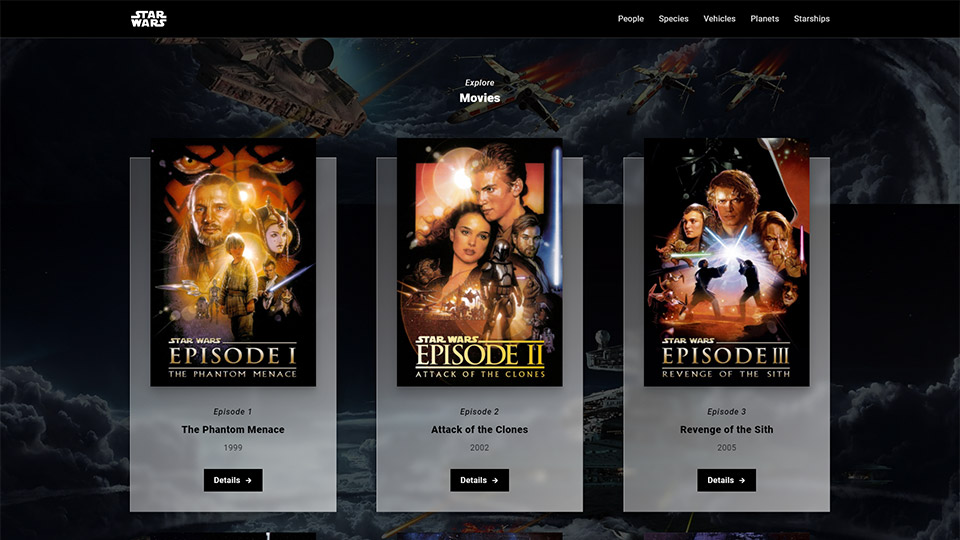 STAR
WARS
People Species Vehicles Planets Starships
Explore
Movies
STAR WARS
EPISODE I
THE PHANTOM MENACE
Episode 1
The Phantom Menace
1999
Details →
STAR WARS
EPISODE II
ATTACK OF THE CLONES
Episode 2
Attack of the Clones
2002
Details →
STAR WARS
EPISODE III
REVENGE OF THE SITH
Episode 3
Revenge of the Sith
2005
Details →